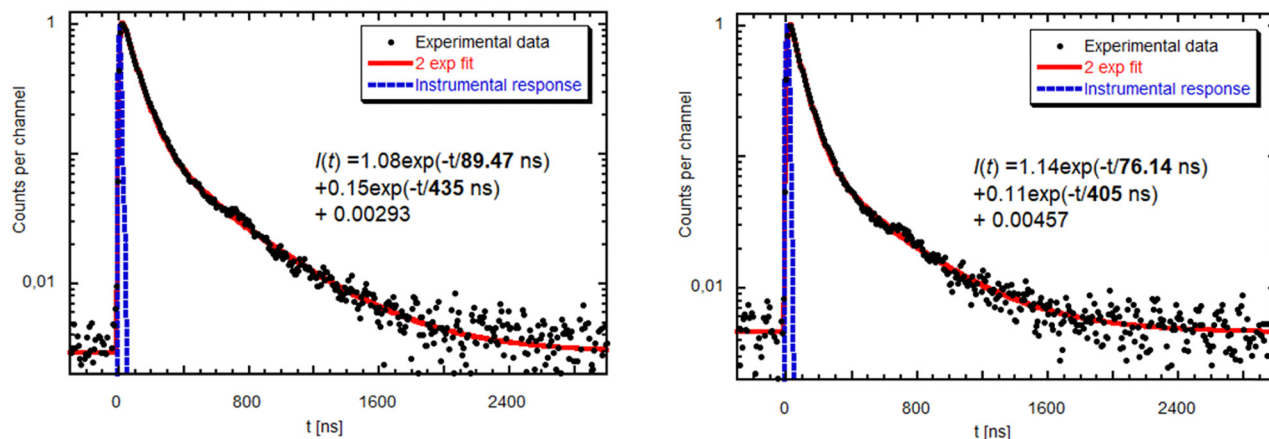 1
Experimental data
2 exp fit
Instrumental response
Counts per channel
I(t) =1.08exp(-t/89.47 ns)
+0.15exp(-t/435 ns)
+ 0.00293
0,01
0
800
1600
2400
t [ns]
1
Experimental data
2 exp fit
Instrumental response
Counts per channel
I(t) =1.14exp(-t/76.14 ns)
+0.11exp(-t/405 ns)
+ 0.00457
0,01
0
800
1600
2400
t [ns]